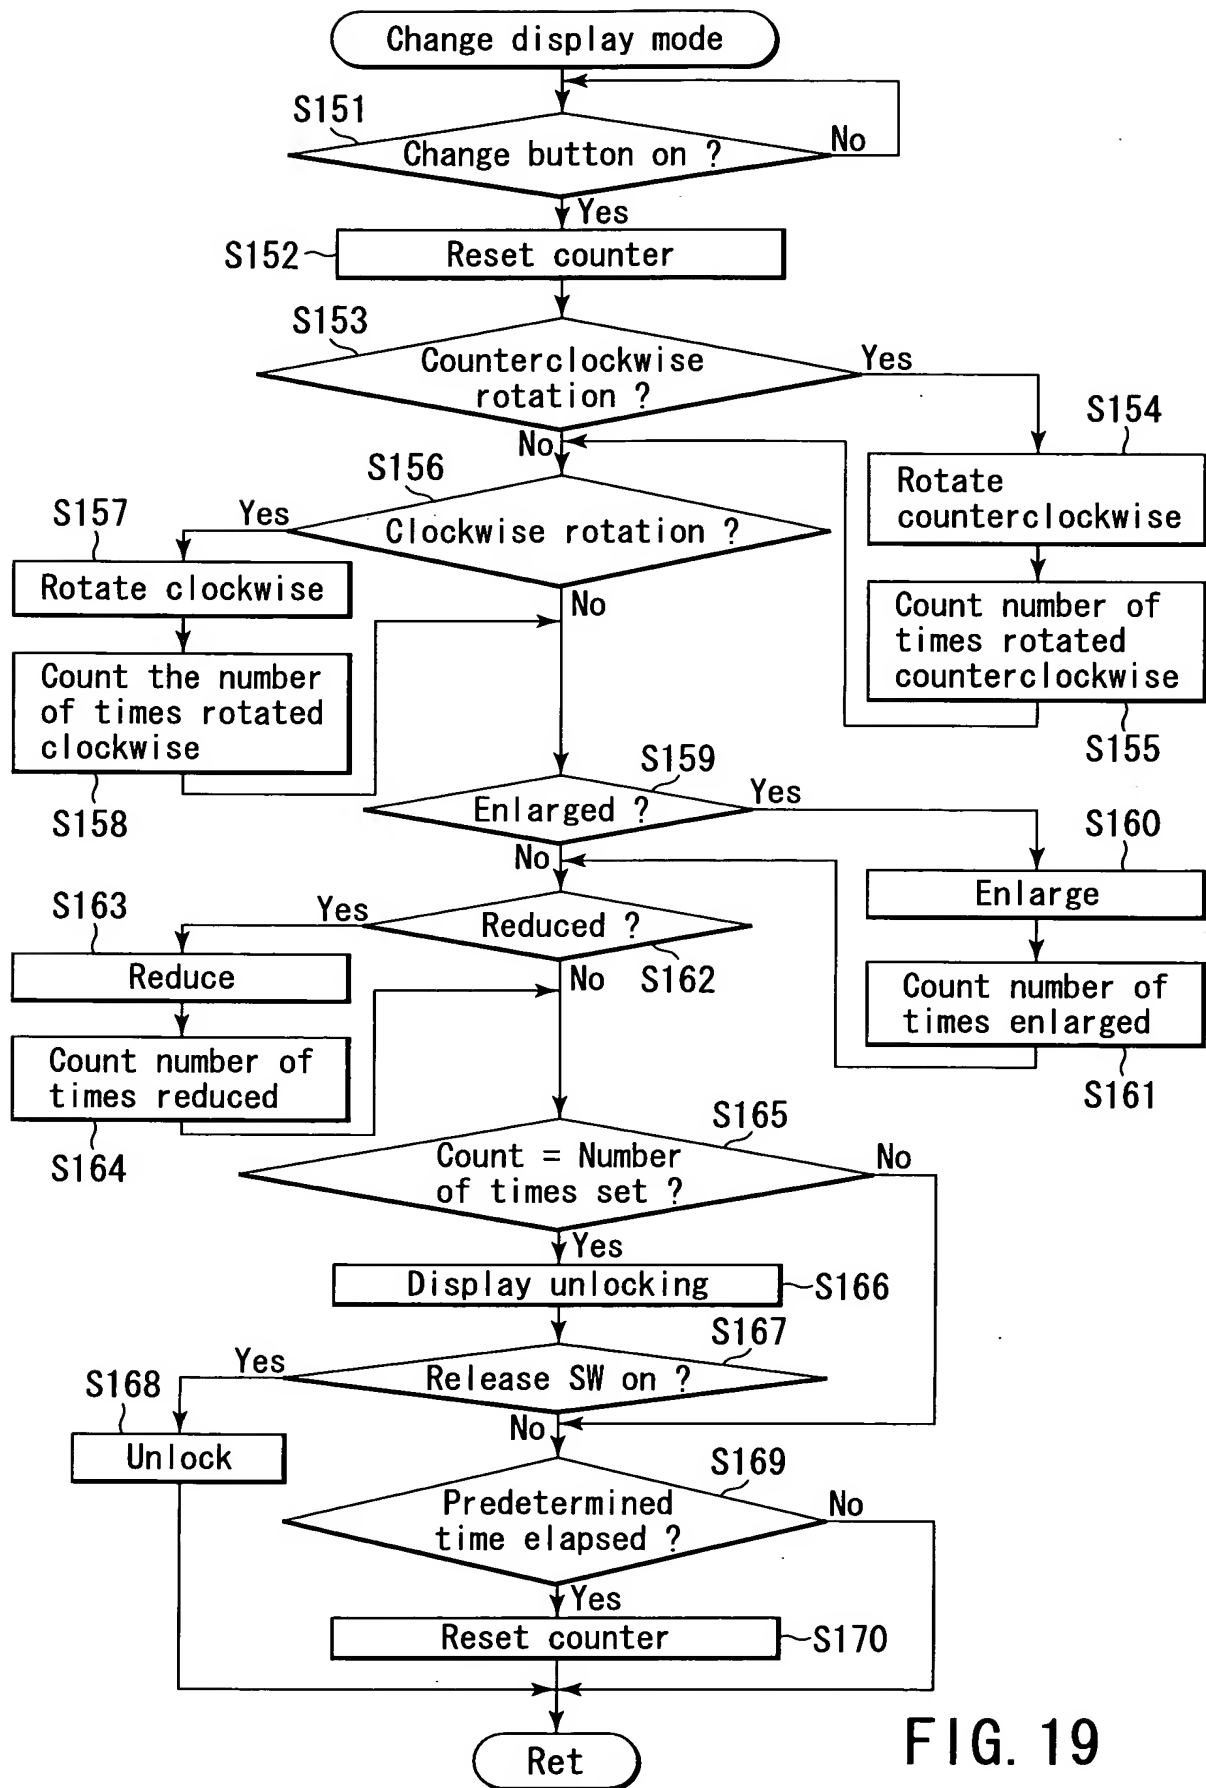 Change display mode
S151
Change button on ?
No
Yes
S152
Reset counter
S153
Counterclockwise
rotation ?
Yes
No
S154
Rotate
counterclockwise
S156
Clockwise rotation ?
Yes
No
S157
Rotate clockwise
Count number of
times rotated
counterclockwise
S155
Count the number
of times rotated
clockwise
S158
S159
Enlarged ?
Yes
No
S160
Enlarge
S163
Yes
Reduced ?
S162
No
Reduce
Count number of
times enlarged
S161
Count number of
times reduced
S164
S165
Count = Number
of times set ?
No
Yes
Display unlocking
S166
S167
Release SW on ?
Yes
No
S168
Unlock
S169
Predetermined
time elapsed ?
No
Yes
Reset counter
S170
Ret
FIG. 19